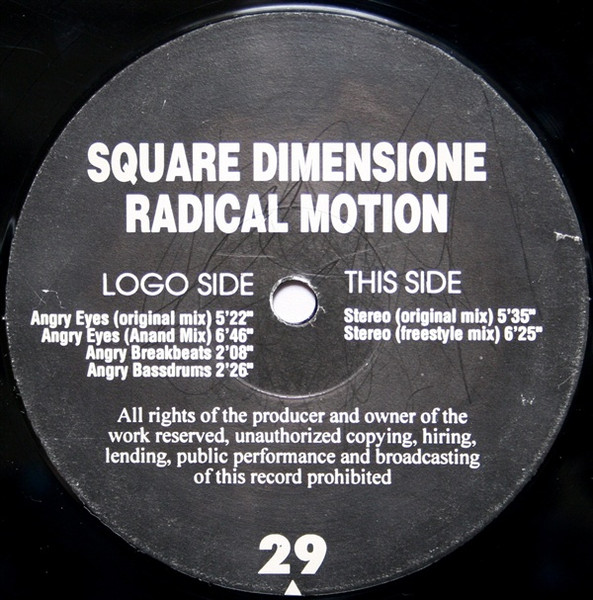 SQUARE DIMENSIONE
RADICAL MOTION
LOGO SIDE
Angry Eyes (original mix) 5'22"
Angry Eyes (Anand Mix) 6'46"
Angry Breakbeats 2'08"
Angry Bassdrums 2'26"
THIS SIDE
Stereo (original mix) 5'35"
Stereo (freestyle mix) 6'25"
All rights of the producer and owner of the
work reserved, unauthorized copying, hiring,
lending, public performance and broadcasting
of this record prohibited
29